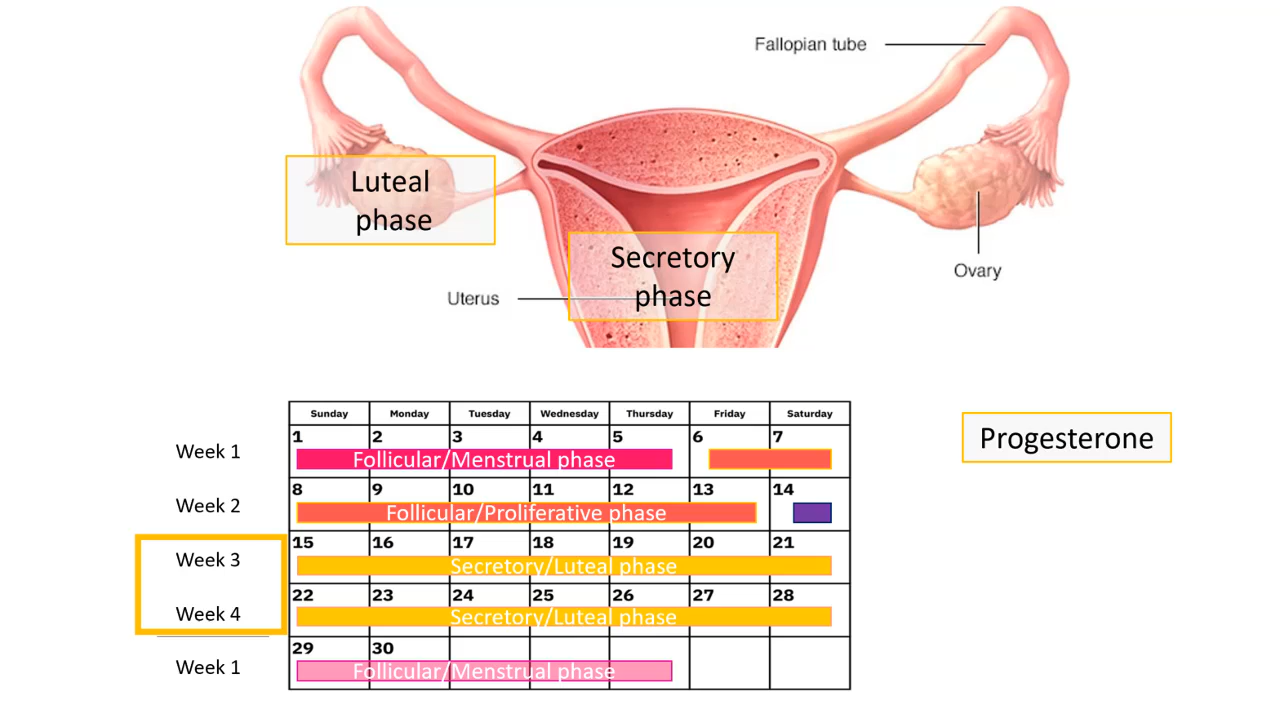 Fallopian tube
Luteal
phase
Secretory
phase
Ovary
Uterus
Sunday Monday Tuesday Wednesday Thursday Friday Saturday
Progesterone
Week 1 1 2 3 4 5 6 7
Follicular/Menstrual phase
Week 2 8 9 10 11 12 13 14
Follicular/Proliferative phase
Week 3 15 16 17 18 19 20 21
Secretory/Luteal phase
Week 4 22 23 24 25 26 27 28
Secretory/Luteal phase
Week 1 29 30
Follicular/Menstrual phase